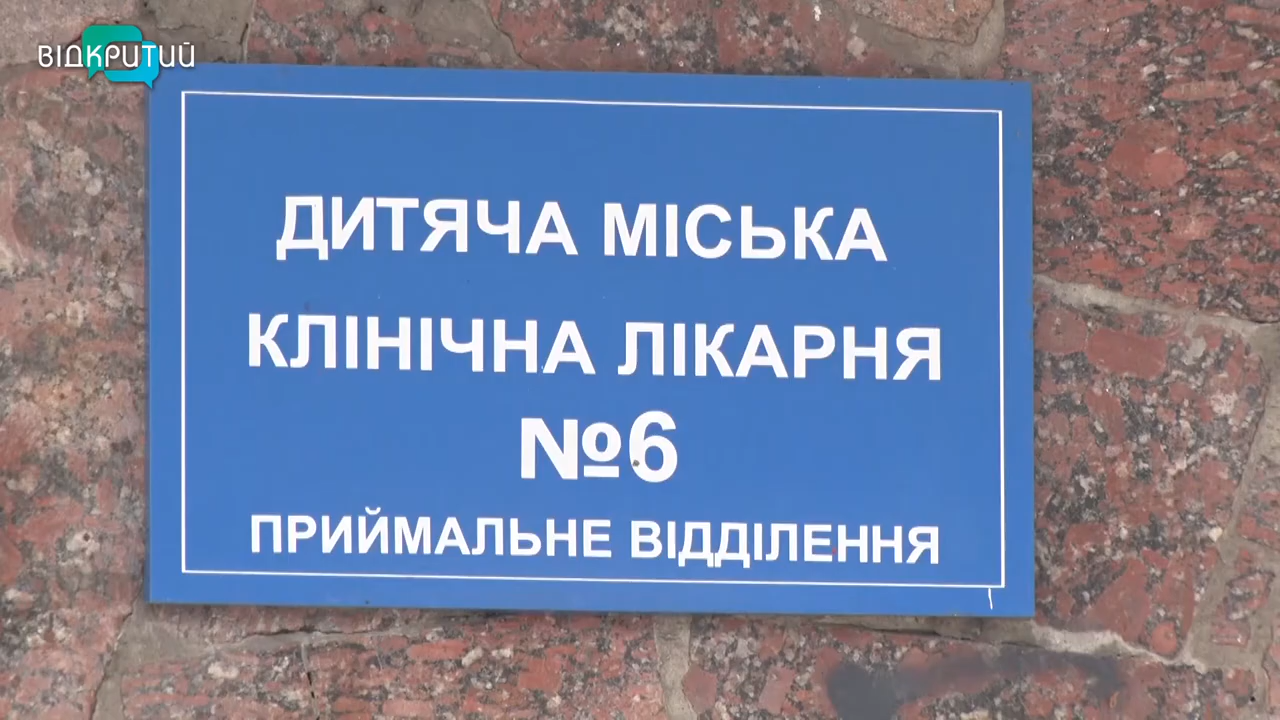 ВІДКРИТИЙ
ДИТЯЧА МІСЬКА
КЛІНІЧНА ЛІКАРНЯ
№6
ПРИЙМАЛЬНЕ ВІДДІЛЕННЯ